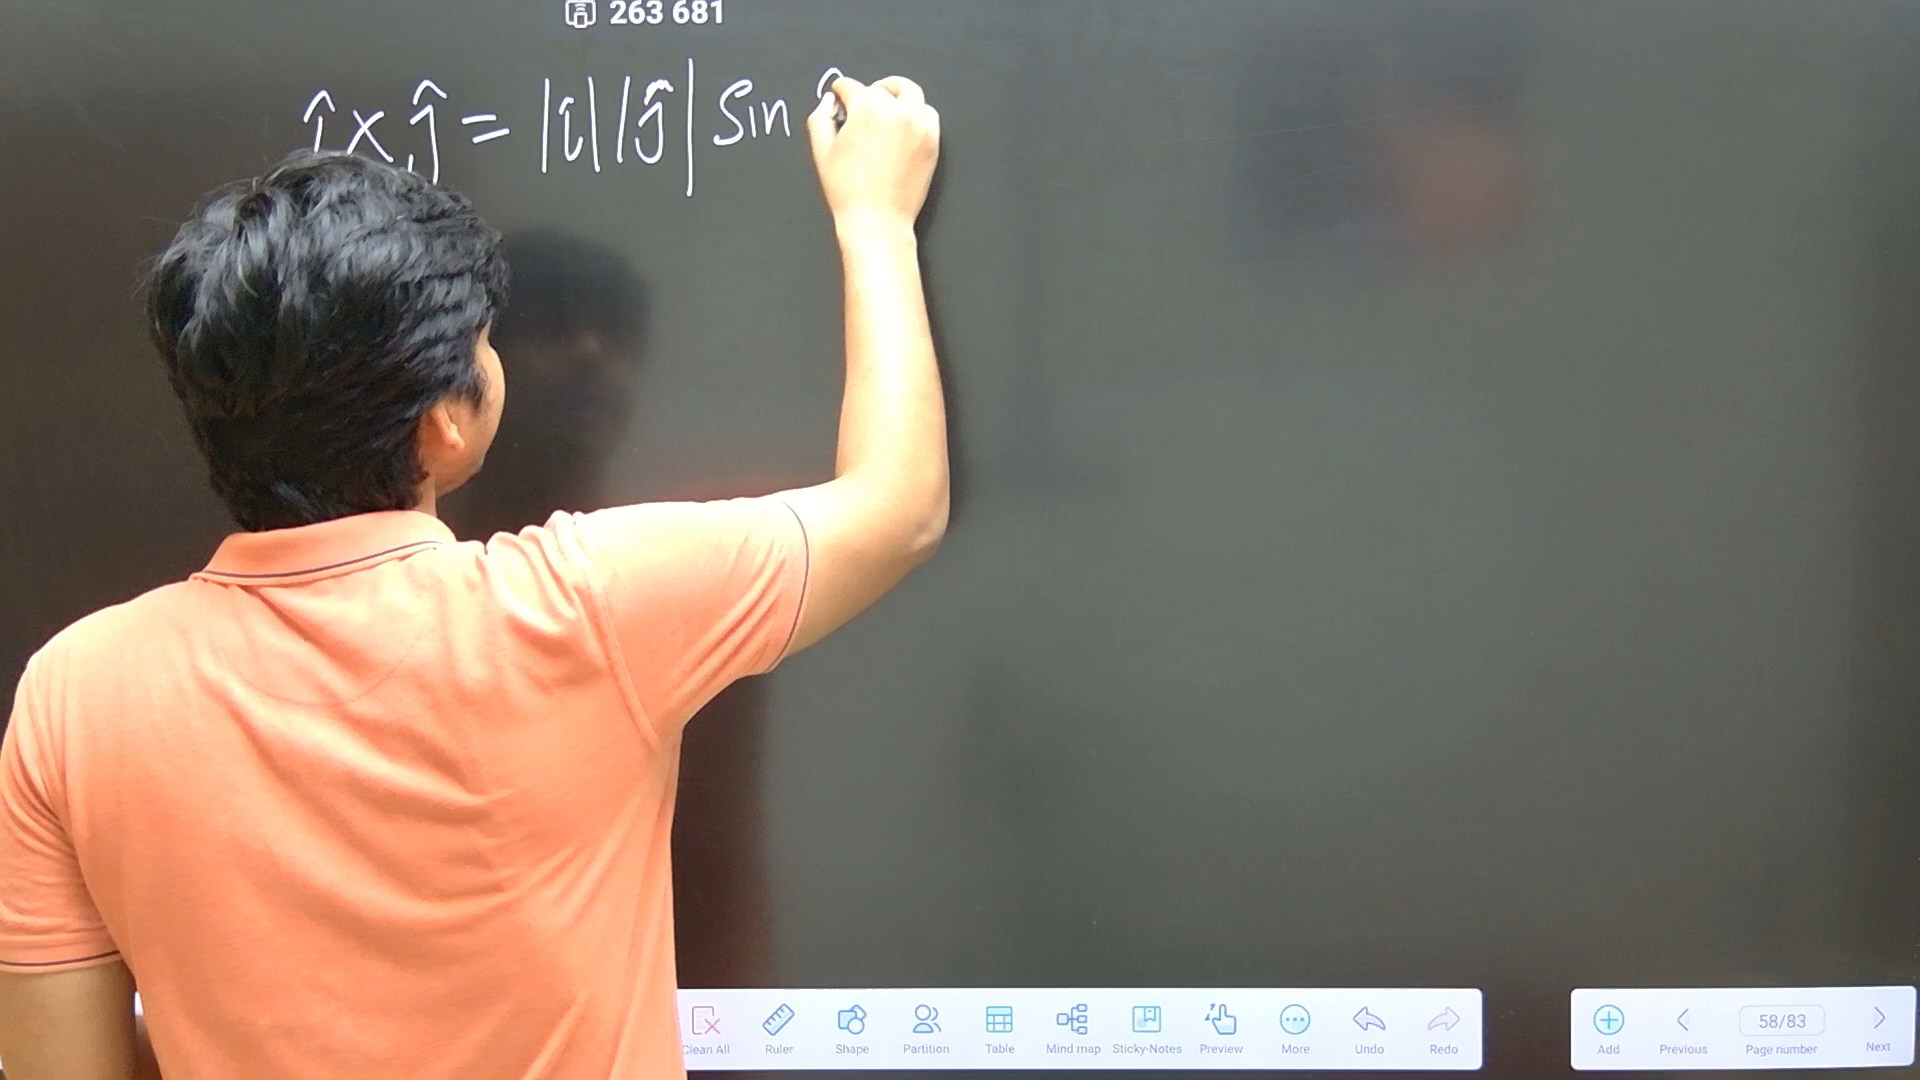 263 681
î × ĵ = |î| |ĵ| Sin
Clean All Ruler Shape Partition Table Mind map Sticky-Notes Preview More Undo Redo Add Previous 58/83 Page number Next